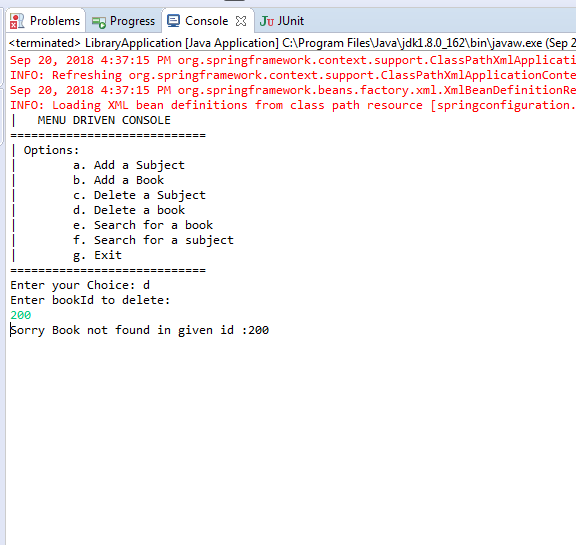 Problems Progress Console JUnit
<terminated> LibraryApplication [Java Application] C:\Program Files\Java\jdk1.8.0_162\bin\javaw.exe (Sep 2
Sep 20, 2018 4:37:15 PM org.springframework.context.support.ClassPathXmlApplicati
INFO: Refreshing org.springframework.context.support.ClassPathXmlApplicationConte
Sep 20, 2018 4:37:15 PM org.springframework.beans.factory.xml.XmlBeanDefinitionRe
INFO: Loading XML bean definitions from class path resource [springconfiguration.
|   MENU DRIVEN CONSOLE
============================
| Options:
|        a. Add a Subject
|        b. Add a Book
|        c. Delete a Subject
|        d. Delete a book
|        e. Search for a book
|        f. Search for a subject
|        g. Exit
============================
Enter your Choice: d
Enter bookId to delete:
200
Sorry Book not found in given id :200